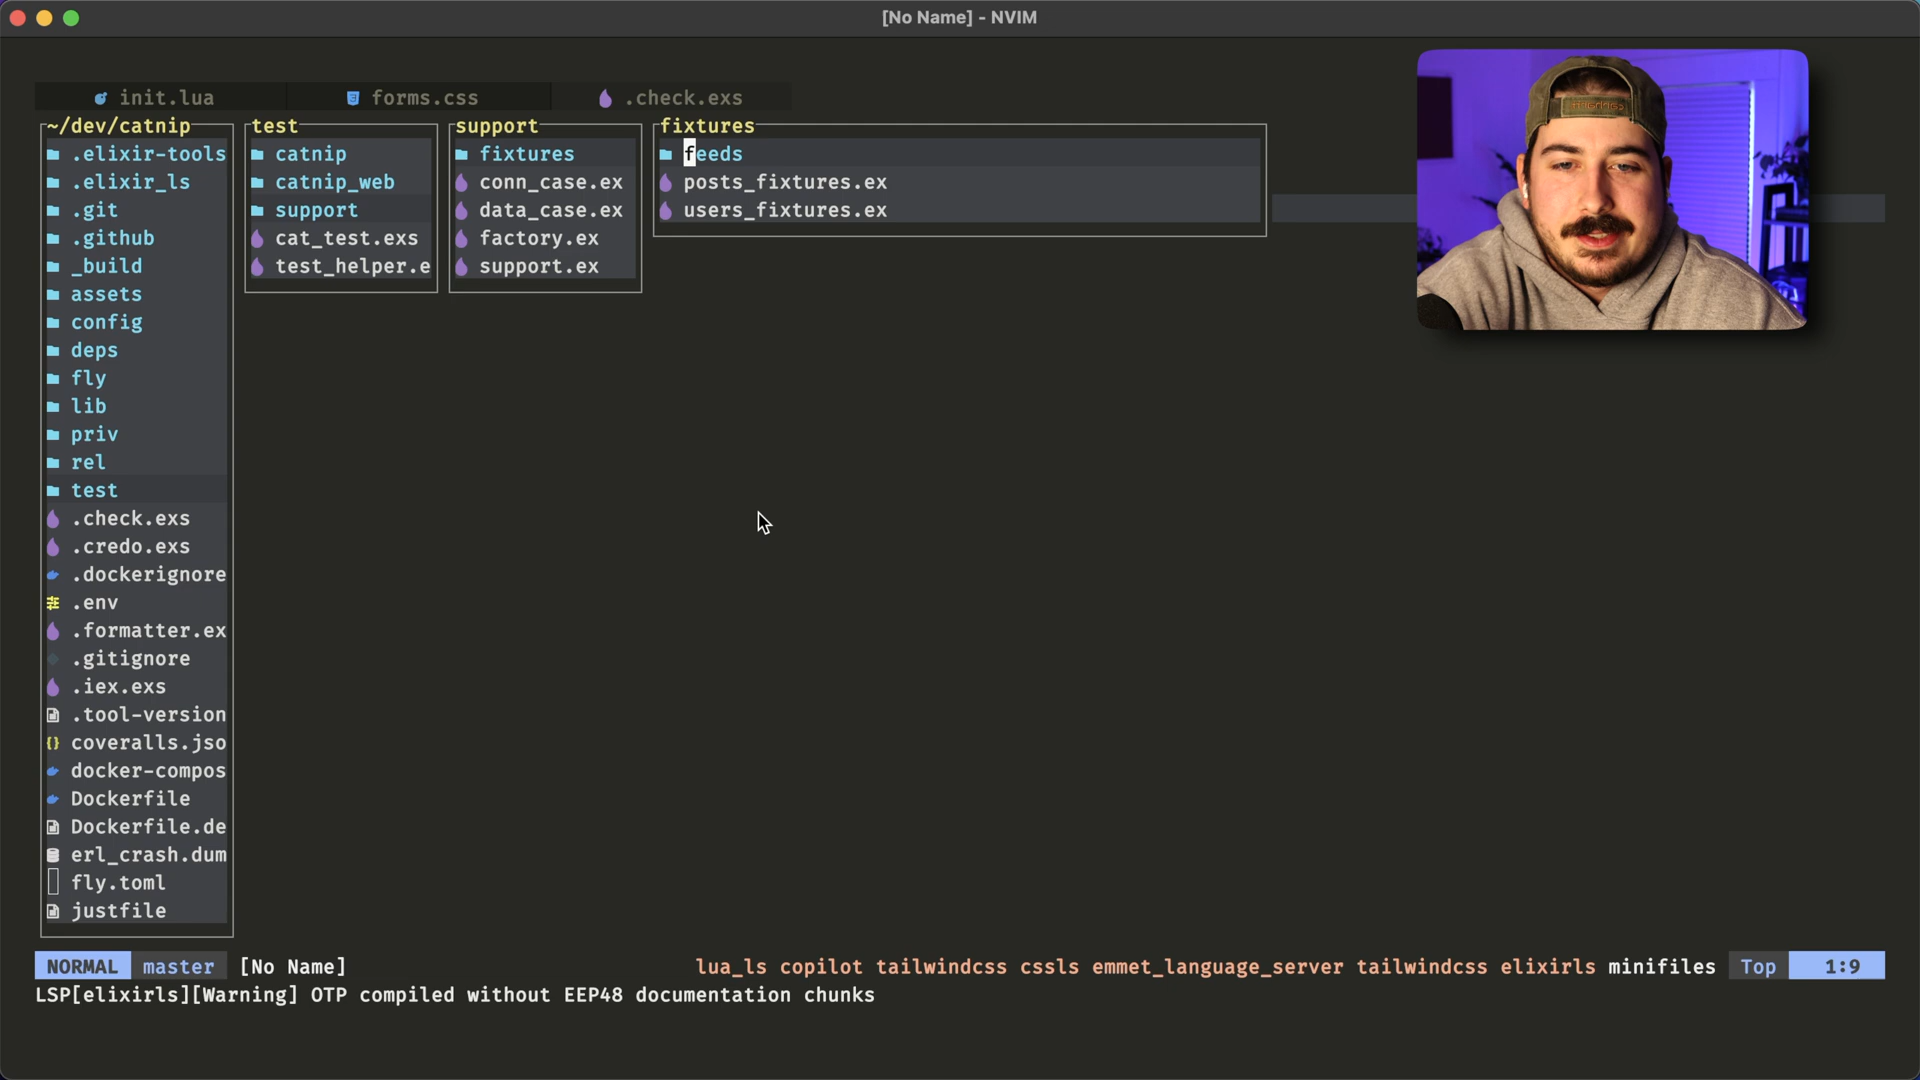 [No Name] - NVIM
init.lua
forms.css
.check.exs
~/dev/catnip
.elixir-tools
.elixir_ls
.git
.github
_build
assets
config
deps
fly
lib
priv
rel
test
.check.exs
.credo.exs
.dockerignore
.env
.formatter.ex
.gitignore
.iex.exs
.tool-version
coveralls.jso
docker-compos
Dockerfile
Dockerfile.de
erl_crash.dum
fly.toml
justfile
test
catnip
catnip_web
support
cat_test.exs
test_helper.e
support
fixtures
conn_case.ex
data_case.ex
factory.ex
support.ex
fixtures
feeds
posts_fixtures.ex
users_fixtures.ex
NORMAL master [No Name] lua_ls copilot tailwindcss cssls emmet_language_server tailwindcss elixirls minifiles Top 1:9
LSP[elixirls][Warning] OTP compiled without EEP48 documentation chunks